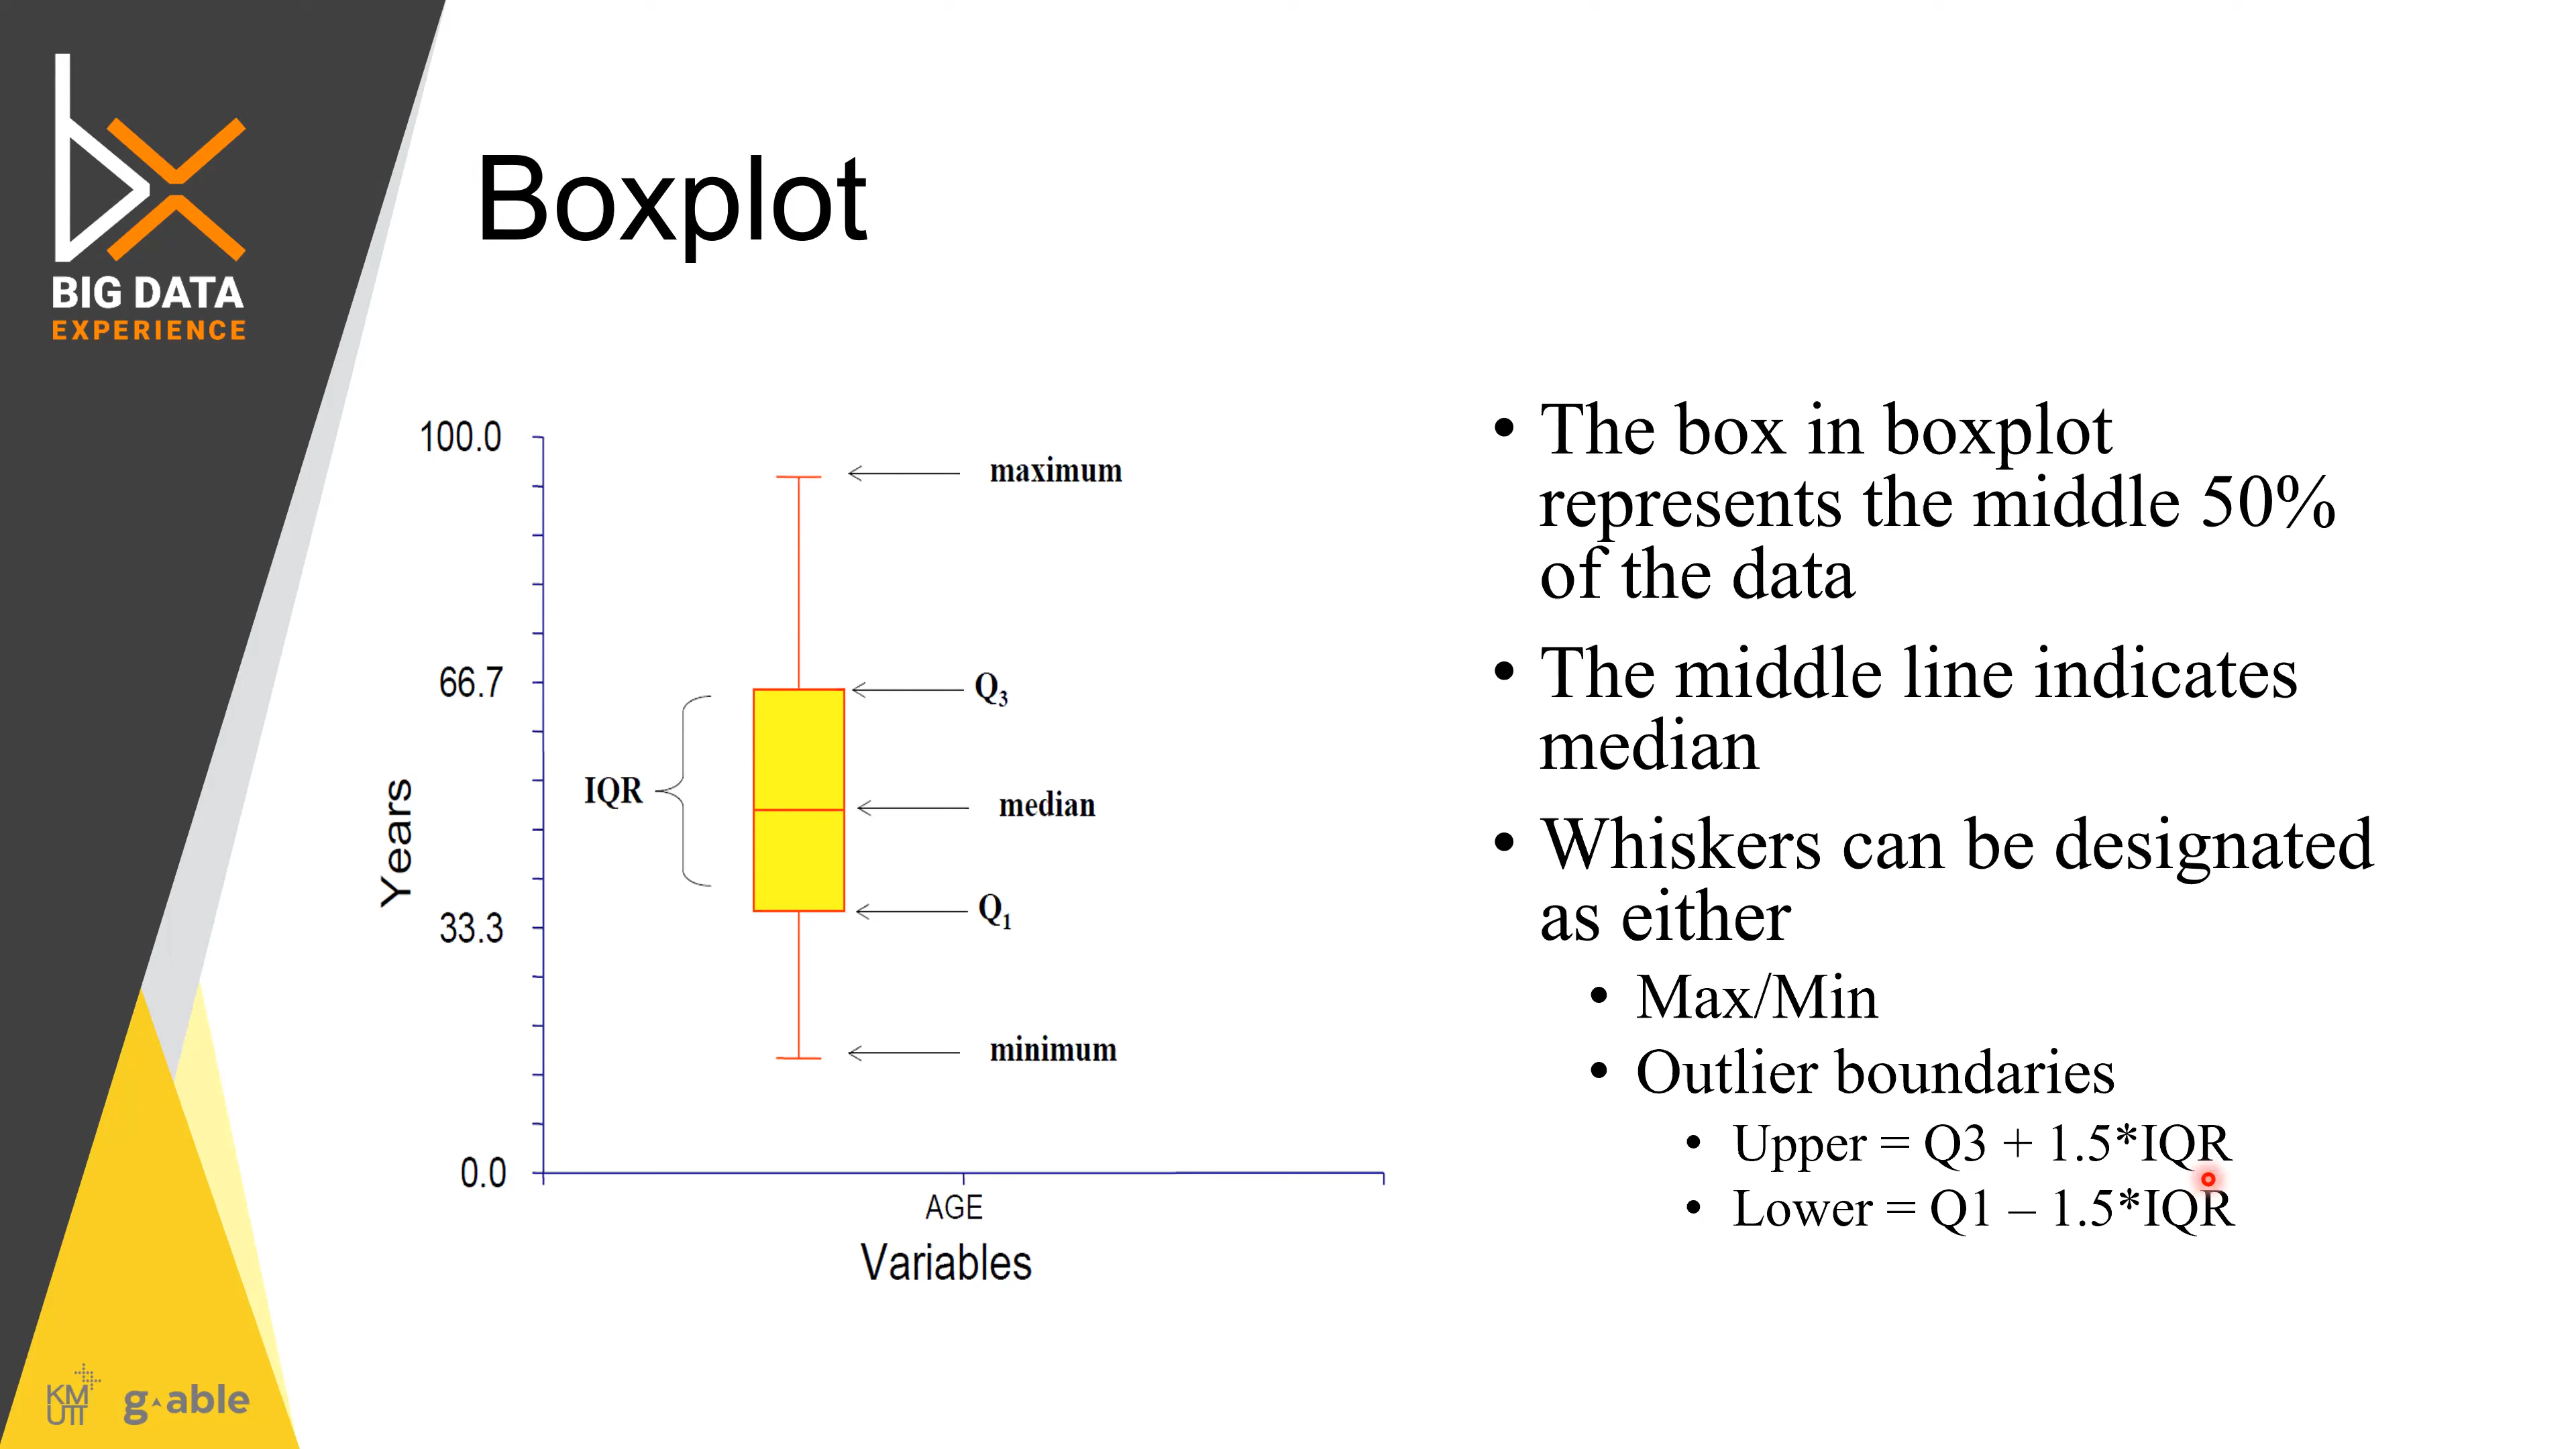 BIG DATA
EXPERIENCE
Boxplot
100.0
66.7
33.3
0.0
Years
IQR
maximum
Q3
median
Q1
minimum
AGE
Variables
• The box in boxplot
represents the middle 50%
of the data
• The middle line indicates
median
• Whiskers can be designated
as either
• Max/Min
• Outlier boundaries
• Upper = Q3 + 1.5*IQR
• Lower = Q1 – 1.5*IQR
KM
UTT
g able